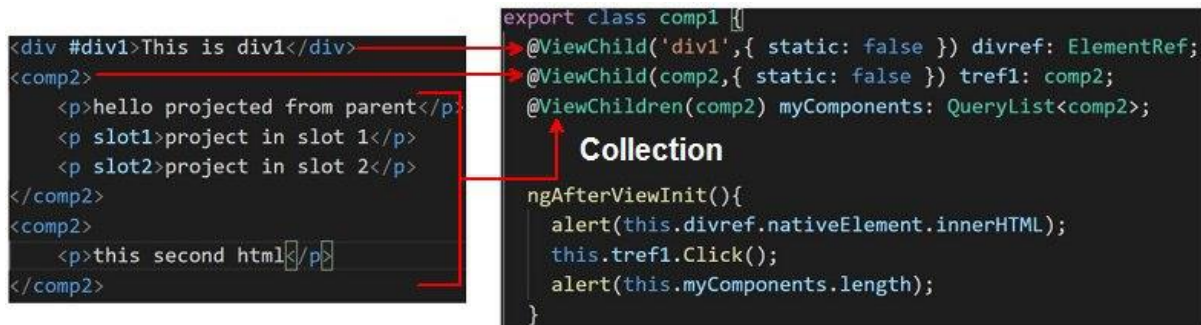 <div #div1>This is div1</div>
<comp2>
    <p>hello projected from parent</p>
    <p slot1>project in slot 1</p>
    <p slot2>project in slot 2</p>
</comp2>
<comp2>
    <p>this second html</p>
</comp2>
export class comp1 {
  @ViewChild('div1',{ static: false }) divref: ElementRef;
  @ViewChild(comp2,{ static: false }) tref1: comp2;
  @ViewChildren(comp2) myComponents: QueryList<comp2>;
Collection
  ngAfterViewInit(){
    alert(this.divref.nativeElement.innerHTML);
    this.tref1.Click();
    alert(this.myComponents.length);
  }